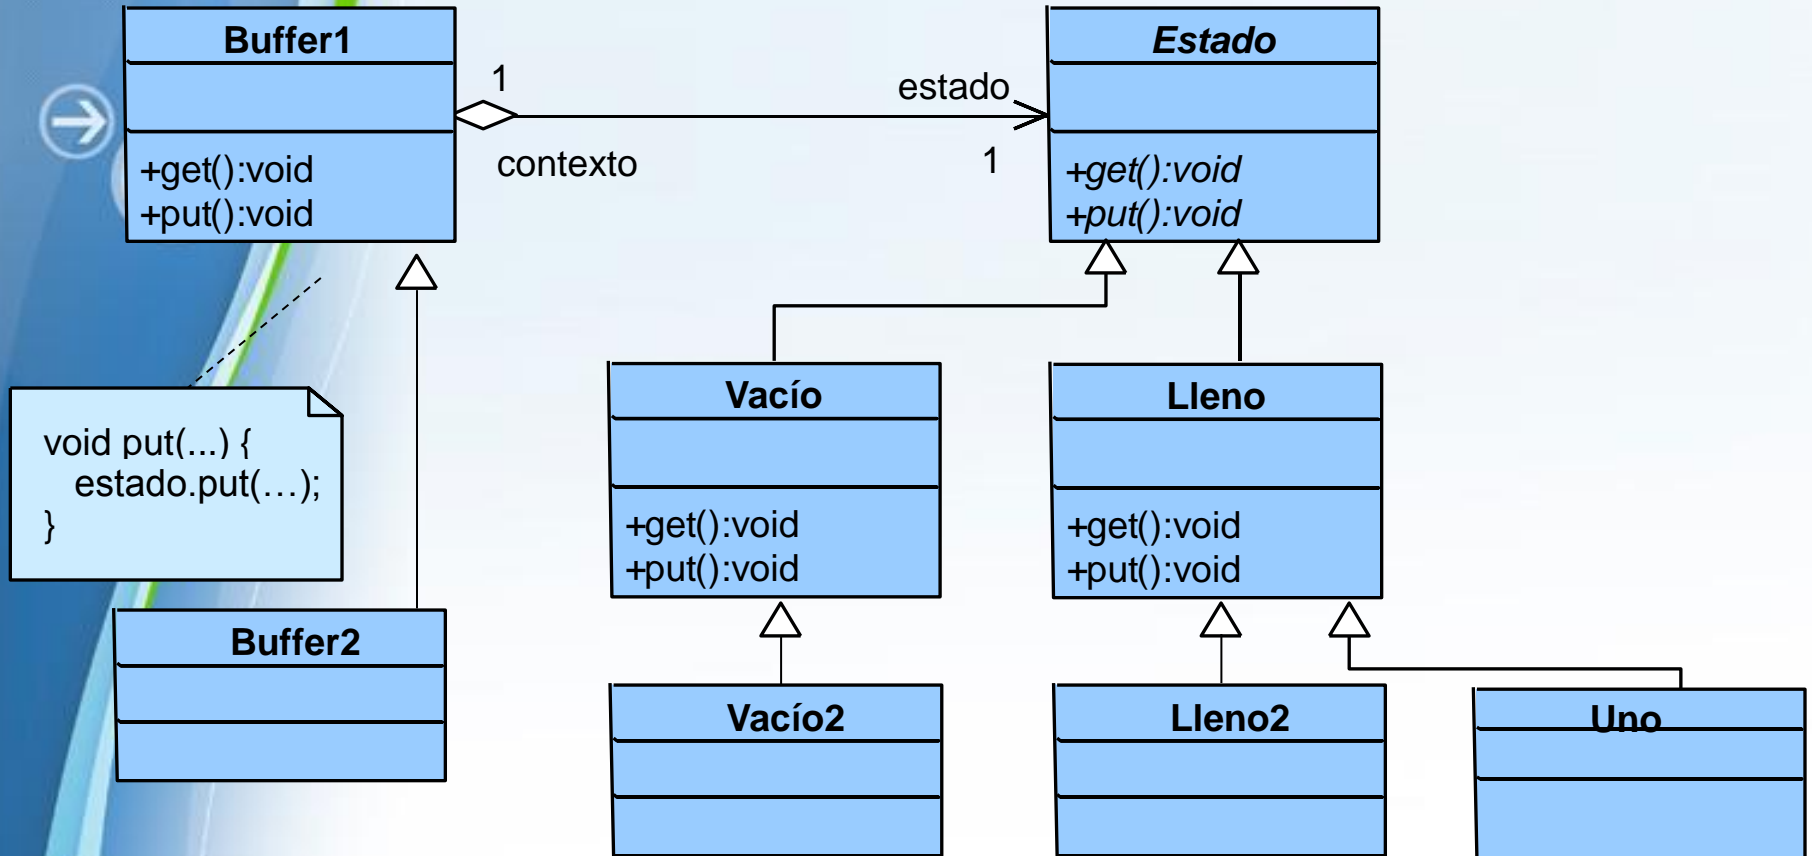 Buffer1
+get():void
+put():void
1
contexto
estado
1
Estado
+get():void
+put():void
void put(...) {
estado.put(…);
}
Vacío
+get():void
+put():void
Lleno
+get():void
+put():void
Buffer2
Vacío2
Lleno2
Uno